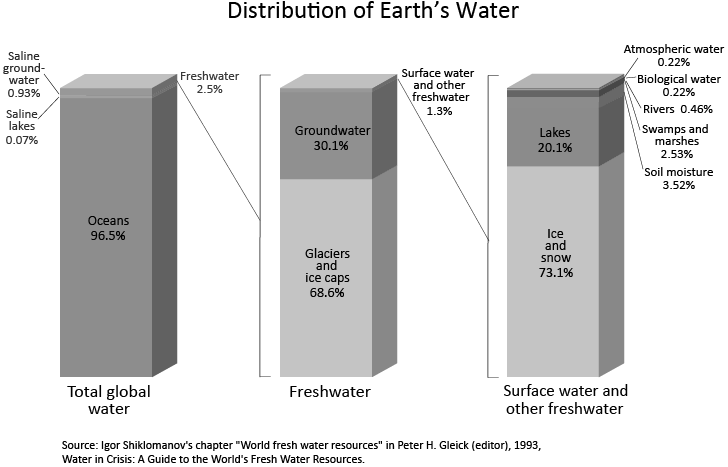 Distribution of Earth's Water
Saline
ground-
water
0.93%
Saline
lakes
0.07%
Oceans
96.5%
Total global
water
Freshwater
2.5%
Groundwater
30.1%
Glaciers
and
ice caps
68.6%
Freshwater
Surface water
and other
freshwater
1.3%
Lakes
20.1%
Ice
and
snow
73.1%
Surface water and
other freshwater
Atmospheric water
0.22%
Biological water
0.22%
Rivers 0.46%
Swamps and
marshes
2.53%
Soil moisture
3.52%
Source: Igor Shiklomanov's chapter "World fresh water resources" in Peter H. Gleick (editor), 1993,
Water in Crisis: A Guide to the World's Fresh Water Resources.